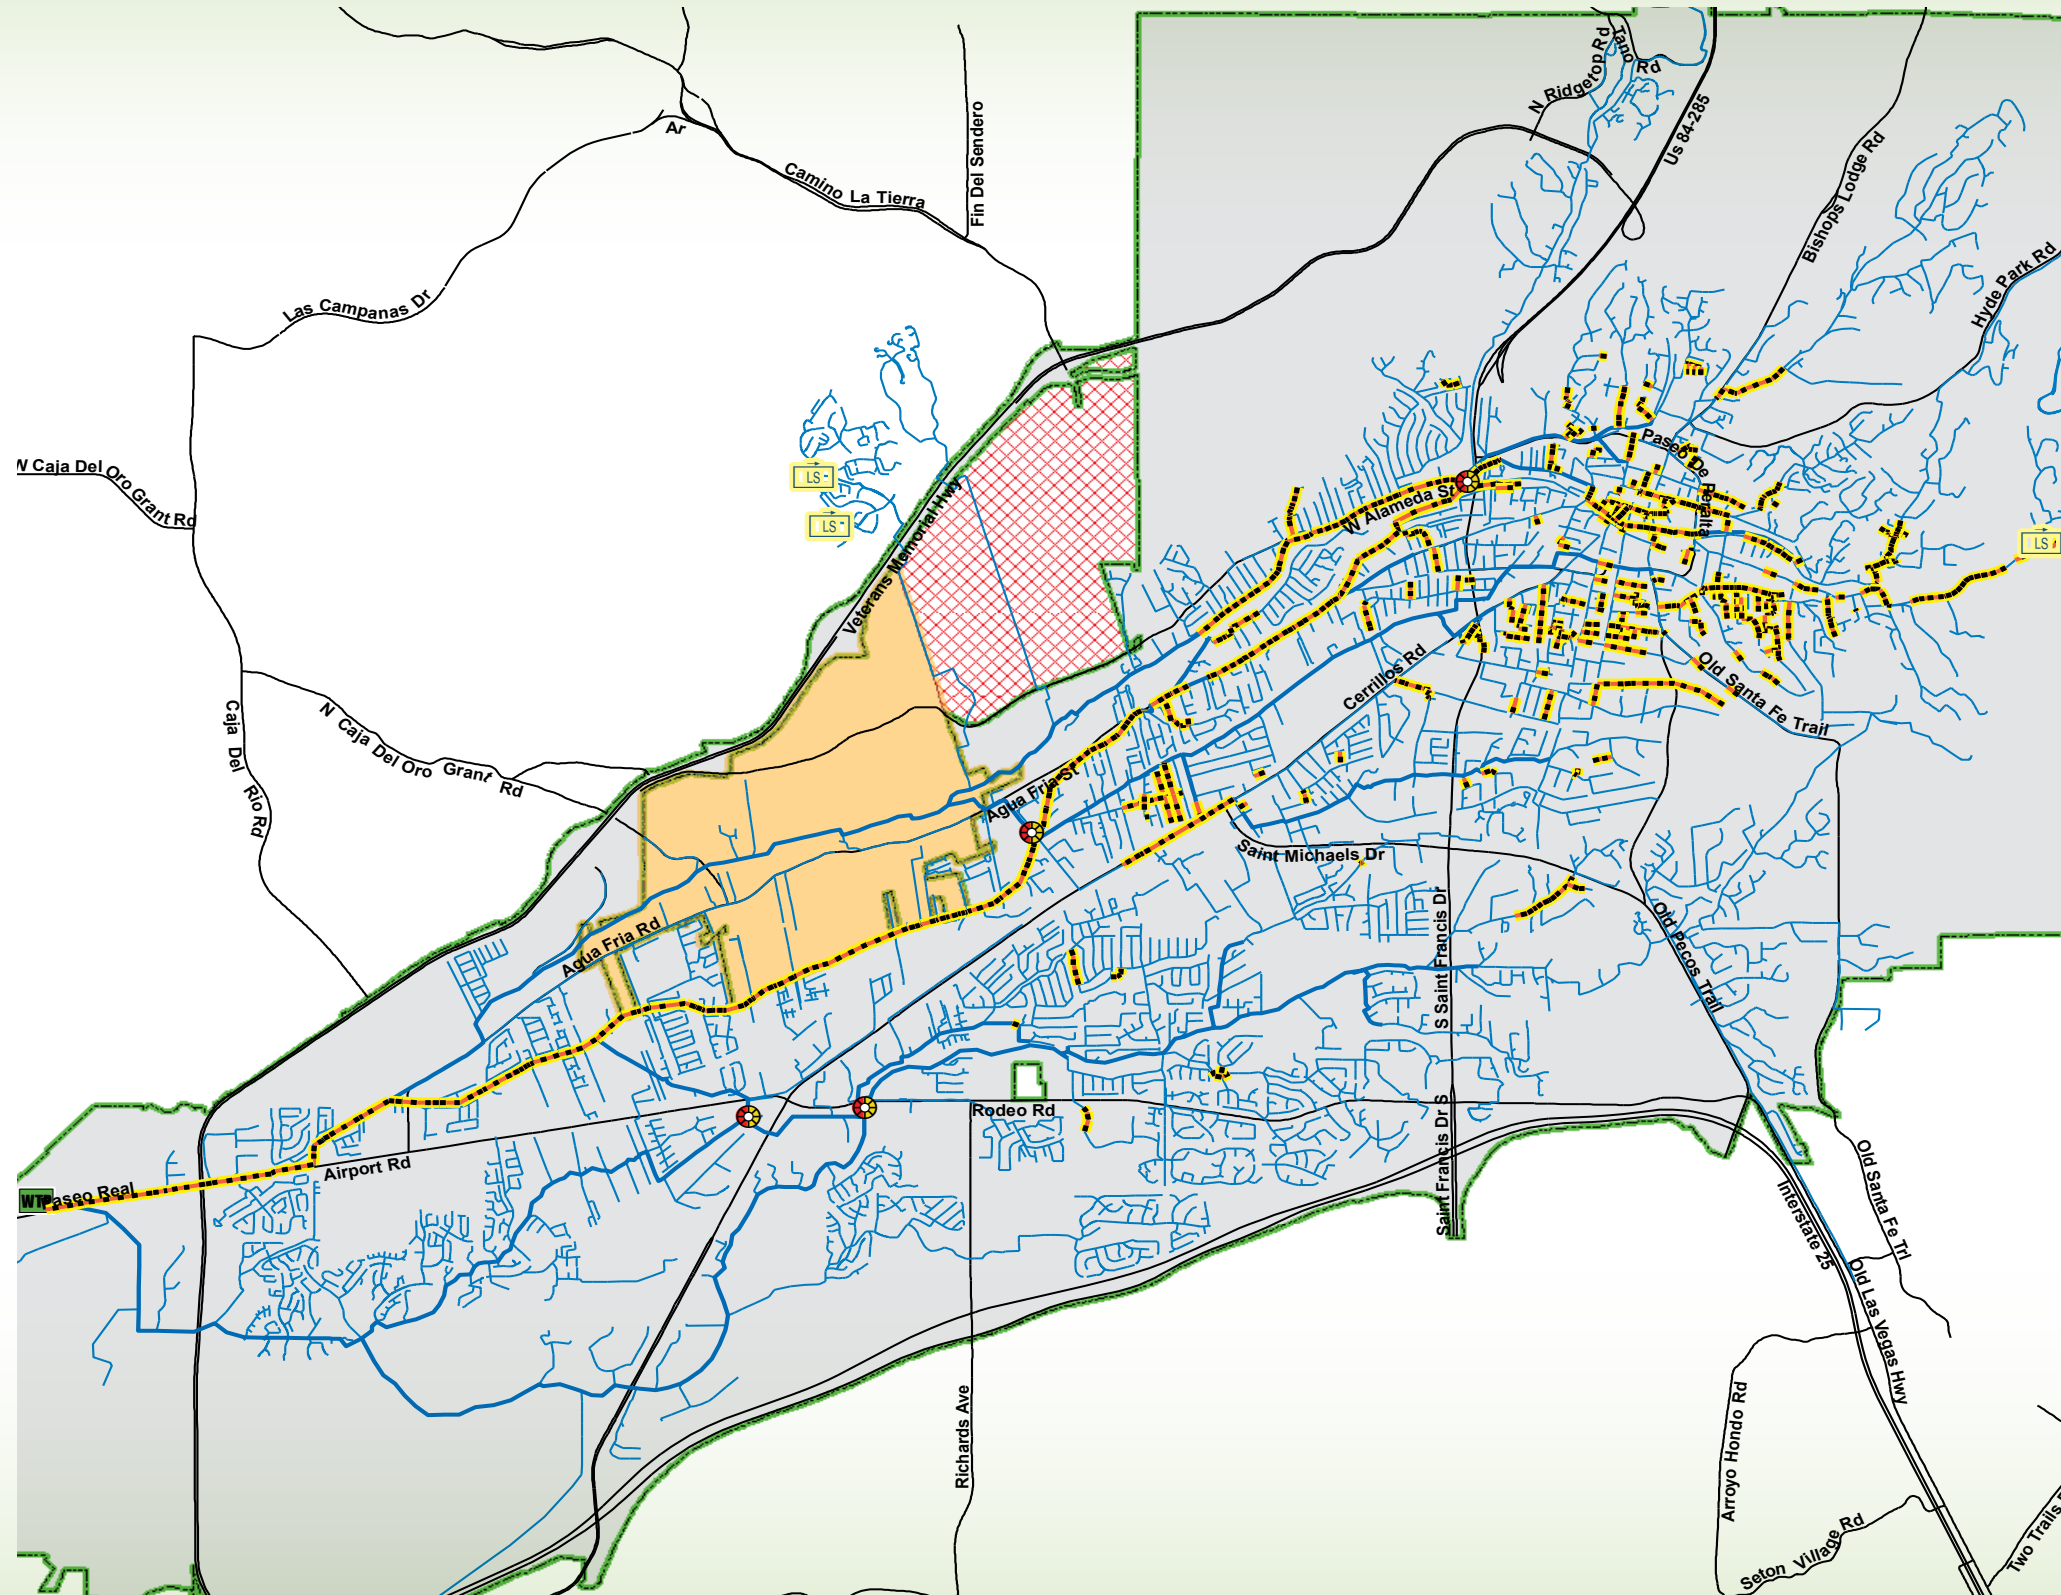 N Ridgetop Rd
Tano Rd
Us 84-285
Ar
Fin Del Sendero
Camino La Tierra
Bishops Lodge Rd
Hyde Park Rd
Las Campanas Dr
W Caja Del Oro Grant Rd
LS
LS
LS
Veterans Memorial Hwy
W Alameda St
Paseo De Peralta
Cerrillos Rd
Old Santa Fe Trail
Caja Del Rio Rd
N Caja Del Oro Grant Rd
Agua Fria St
Saint Michaels Dr
Agua Fria Rd
S Saint Francis Dr
Old Pecos Trail
Rodeo Rd
Airport Rd
WTP
Paseo Real
Saint Francis Dr S
Interstate 25
Old Santa Fe Trl
Old Las Vegas Hwy
Richards Ave
Arroyo Hondo Rd
Seton Village Rd
Two Trails